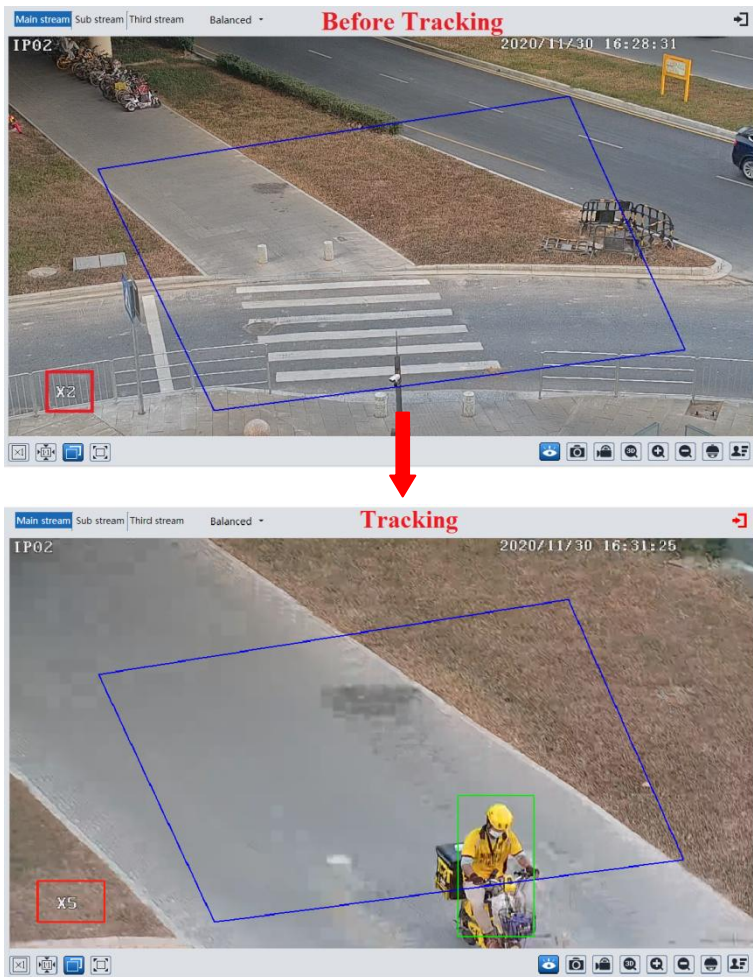 Main stream Sub stream Third stream Balanced Before Tracking
IP02 2020/11/30 16:28:31
X2
Main stream Sub stream Third stream Balanced Tracking
IP02 2020/11/30 16:31:25
X5